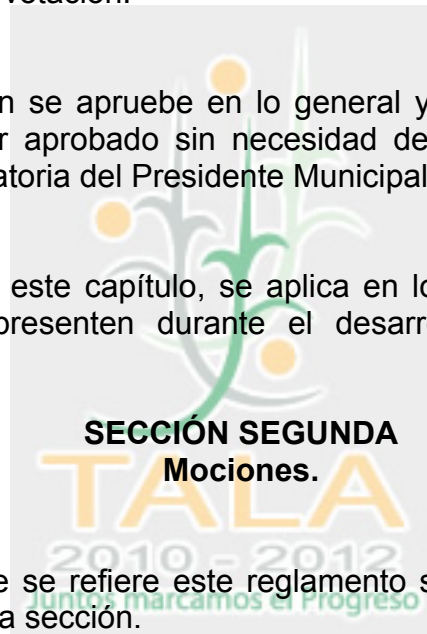 votación.
n se apruebe en lo general y
r aprobado sin necesidad de
atoria del Presidente Municipal
este capítulo, se aplica en lo
presenten durante el desarr
SECCIÓN SEGUNDA
Mociones.
TALA
2010 - 2012
e se refiere este reglamento s
Juntos marcamos el Progreso
a sección.